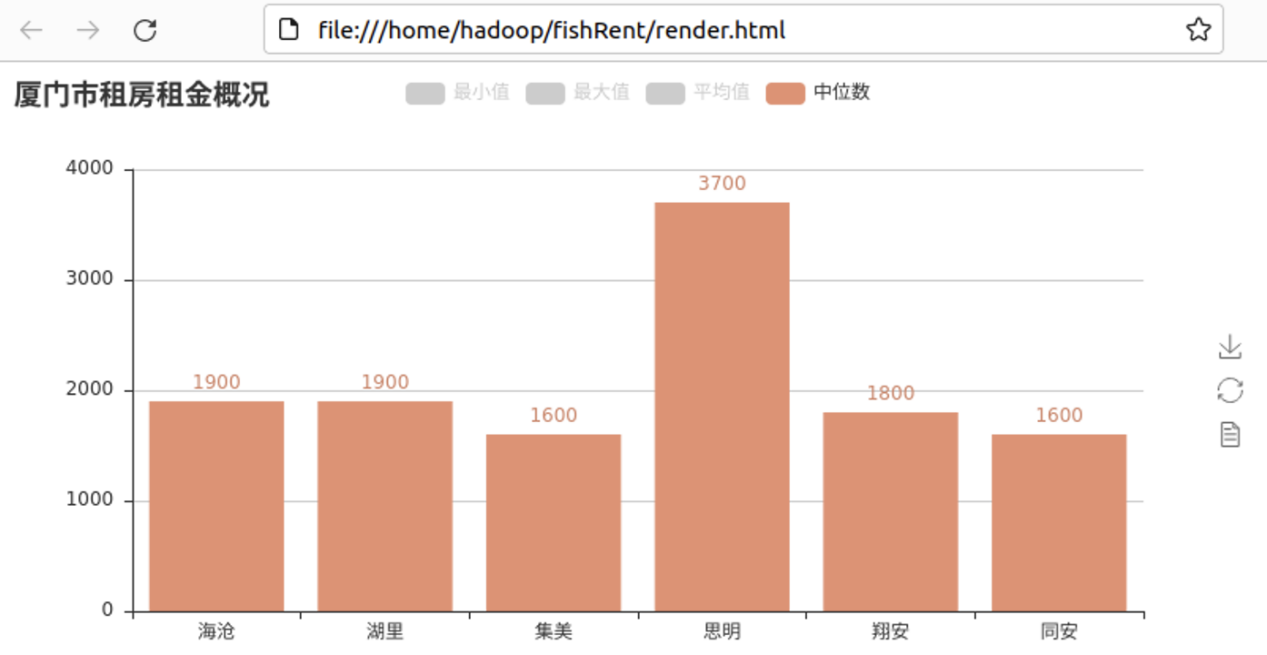 file:///home/hadoop/fishRent/render.html
厦门市租房租金概况
最小值 最大值 平均值 中位数
4000
3700
3000
2000
1900 1900 1600 1800 1600
1000
0
海沧 湖里 集美 思明 翔安 同安